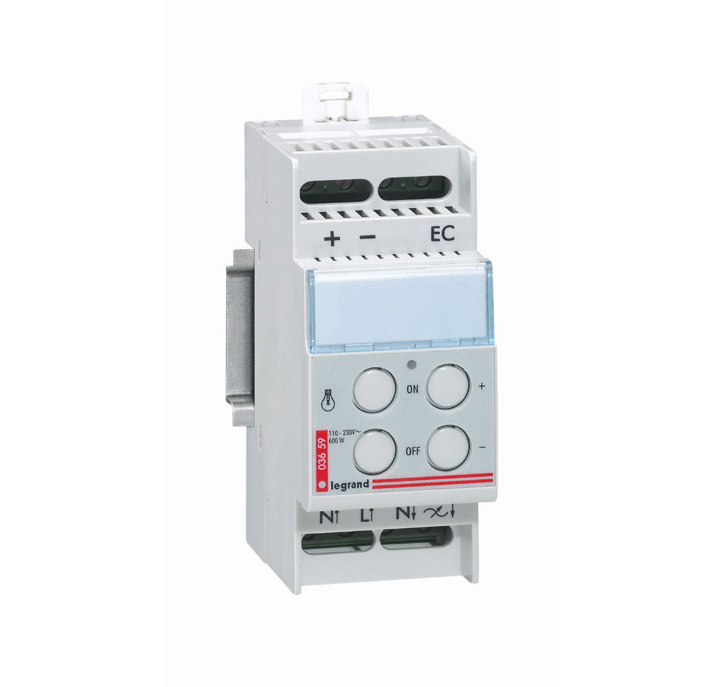 + − EC
ON +
110 - 230V~
600 W
036 59
OFF −
legrand
N↑ L↑ N↓ ↓